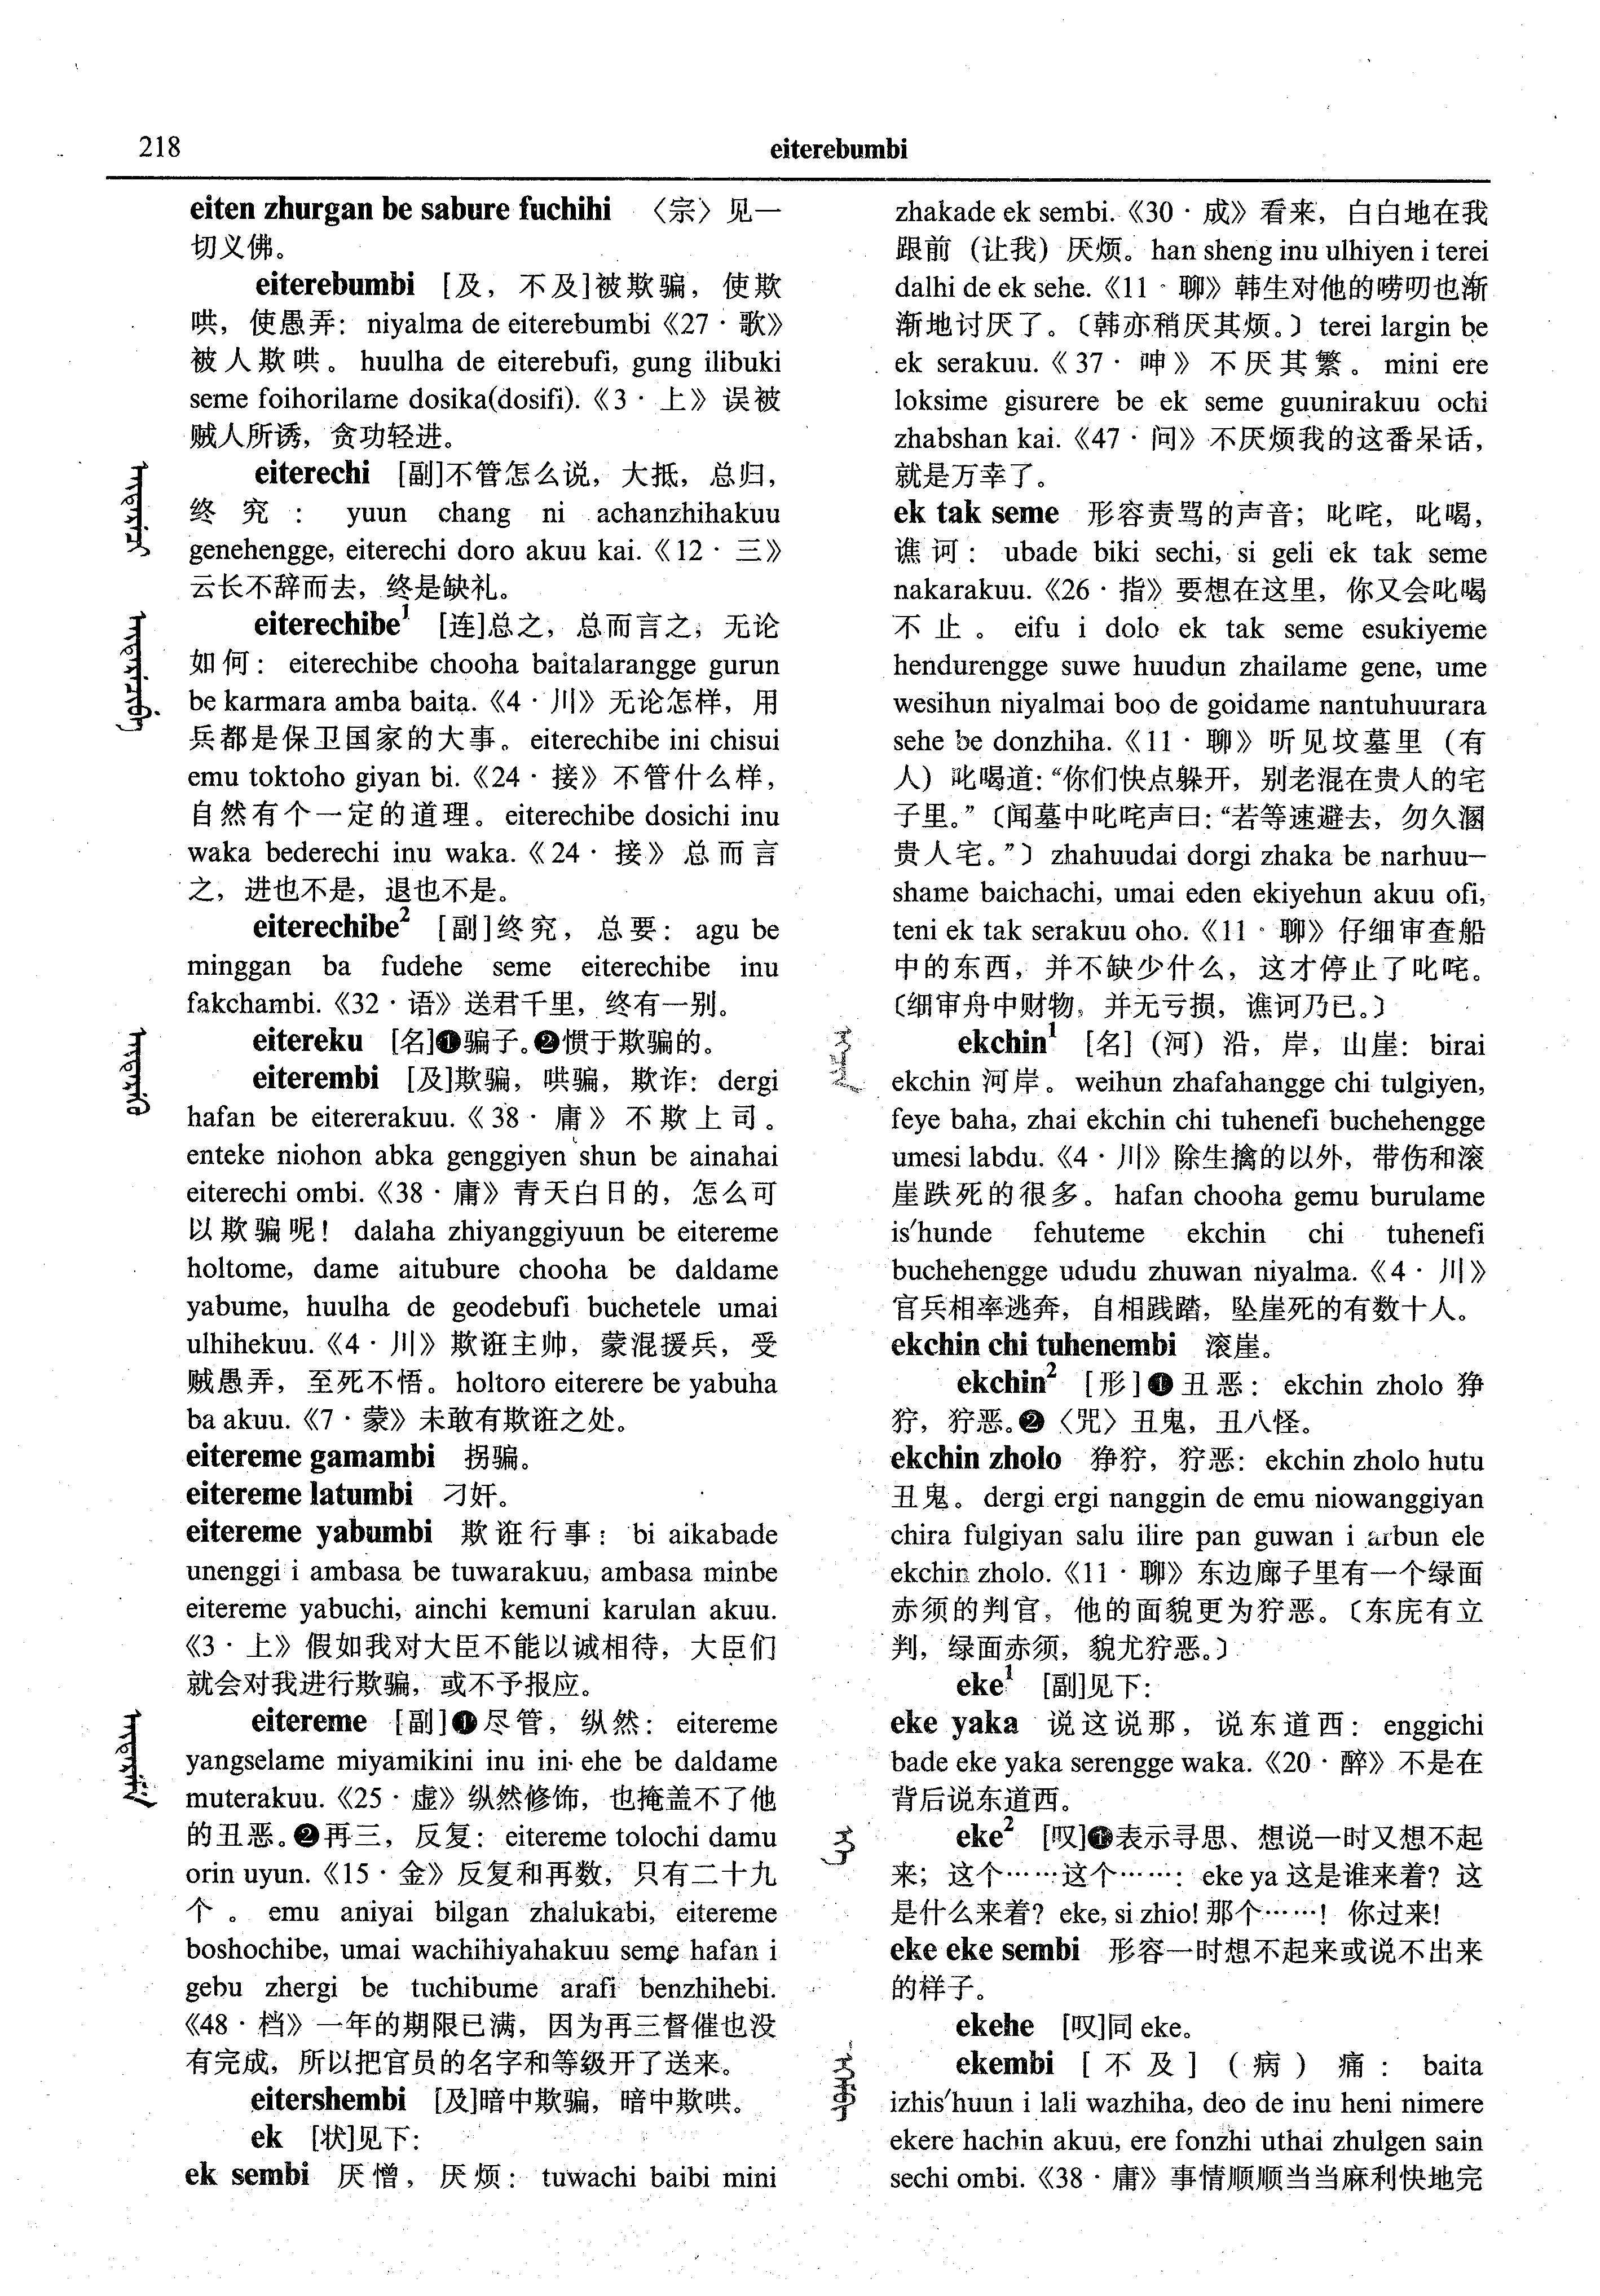 218
eiterebumbi
eiten zhurgan be sabure fuchihi 〈宗〉见一
切义佛。
eiterebumbi [及，不及]被欺骗，使欺
哄，使愚弄：niyalma de eiterebumbi《27·歌》
被人欺哄。huulha de eiterebufi, gung ilibuki
seme foihorilame dosika(dosifi).《3·上》误被
贼人所诱，贪功轻进。
eiterechi [副]不管怎么说，大抵，总归，
终究：yuun chang ni achanzhihakuu
genehengge, eiterechi doro akuu kai.《12·三》
云长不辞而去，终是缺礼。
eiterechibe¹ [连]总之，总而言之，无论
如何：eiterechibe chooha baitalarangge gurun
be karmara amba baita.《4·川》无论怎样，用
兵都是保卫国家的大事。eiterechibe ini chisui
emu toktoho giyan bi.《24·接》不管什么样，
自然有个一定的道理。eiterechibe dosichi inu
waka bederechi inu waka.《24·接》总而言
之，进也不是，退也不是。
eiterechibe² [副]终究，总要：agu be
minggan ba fudehe seme eiterechibe inu
fakchambi.《32·语》送君千里，终有一别。
eitereku [名]❶骗子。❷惯于欺骗的。
eiterembi [及]欺骗，哄骗，欺诈：dergi
hafan be eitererakuu.《38·庸》不欺上司。
enteke niohon abka genggiyen shun be ainahai
eiterechi ombi.《38·庸》青天白日的，怎么可
以欺骗呢！dalaha zhiyanggiyuun be eitereme
holtome, dame aitubure chooha be daldame
yabume, huulha de geodebufi buchetele umai
ulhihekuu.《4·川》欺诳主帅，蒙混援兵，受
贼愚弄，至死不悟。holtoro eiterere be yabuha
ba akuu.《7·蒙》未敢有欺诳之处。
eitereme gamambi 拐骗。
eitereme latumbi 刁奸。
eitereme yabumbi 欺诳行事：bi aikabade
unenggi i ambasa be tuwarakuu, ambasa minbe
eitereme yabuchi, ainchi kemuni karulan akuu.
《3·上》假如我对大臣不能以诚相待，大臣们
就会对我进行欺骗，或不予报应。
eitereme [副]❶尽管，纵然：eitereme
yangselame miyamikini inu ini ehe be daldame
muterakuu.《25·虚》纵然修饰，也掩盖不了他
的丑恶。❷再三，反复：eitereme tolochi damu
orin uyun.《15·金》反复和再数，只有二十九
个。emu aniyai bilgan zhalukabi, eitereme
boshochibe, umai wachihiyahakuu seme hafan i
gebu zhergi be tuchibume arafi benzhihebi.
《48·档》一年的期限已满，因为再三督催也没
有完成，所以把官员的名字和等级开了送来。
eitershembi [及]暗中欺骗，暗中欺哄。
ek [状]见下：
ek sembi 厌憎，厌烦：tuwachi baibi mini
zhakade ek sembi.《30·成》看来，白白地在我
跟前（让我）厌烦。han sheng inu ulhiyen i terei
dalhi de ek sehe.《11·聊》韩生对他的唠叨也渐
渐地讨厌了。〔韩亦稍厌其烦。〕terei largin be
ek serakuu.《37·呻》不厌其繁。mini ere
loksime gisurere be ek seme guunirakuu ochi
zhabshan kai.《47·问》不厌烦我的这番呆话，
就是万幸了。
ek tak seme 形容责骂的声音；叱咤，叱喝，
谯诃：ubade biki sechi, si geli ek tak seme
nakarakuu.《26·指》要想在这里，你又会叱喝
不止。eifu i dolo ek tak seme esukiyeme
hendurengge suwe huudun zhailame gene, ume
wesihun niyalmai boo de goidame nantuhuurara
sehe be donzhiha.《11·聊》听见坟墓里（有
人）叱喝道：“你们快点躲开，别老混在贵人的宅
子里。”〔闻墓中叱咤声曰：“若等速避去，勿久溷
贵人宅。”〕zhahuudai dorgi zhaka be narhuu-
shame baichachi, umai eden ekiyehun akuu ofi,
teni ek tak serakuu oho.《11·聊》仔细审查船
中的东西，并不缺少什么，这才停止了叱咤。
〔细审舟中财物，并无亏损，谯诃乃已。〕
ekchin¹ [名]（河）沿，岸，山崖：birai
ekchin 河岸。weihun zhafahangge chi tulgiyen,
feye baha, zhai ekchin chi tuhenefi buchehengge
umesi labdu.《4·川》除生擒的以外，带伤和滚
崖跌死的很多。hafan chooha gemu burulame
is'hunde fehuteme ekchin chi tuhenefi
buchehengge ududu zhuwan niyalma.《4·川》
官兵相率逃奔，自相践踏，坠崖死的有数十人。
ekchin chi tuhenembi 滚崖。
ekchin² [形]❶丑恶：ekchin zholo 狰
狞，狞恶。❷〈咒〉丑鬼，丑八怪。
ekchin zholo 狰狞，狞恶：ekchin zholo hutu
丑鬼。dergi ergi nanggin de emu niowanggiyan
chira fulgiyan salu ilire pan guwan i arbun ele
ekchin zholo.《11·聊》东边廊子里有一个绿面
赤须的判官，他的面貌更为狞恶。〔东庑有立
判，绿面赤须，貌尤狞恶。〕
eke¹ [副]见下：
eke yaka 说这说那，说东道西：enggichi
bade eke yaka serengge waka.《20·醉》不是在
背后说东道西。
eke² [叹]❶表示寻思、想说一时又想不起
来；这个……这个……：eke ya 这是谁来着？这
是什么来着？eke, si zhio! 那个……！你过来！
eke eke sembi 形容一时想不起来或说不出来
的样子。
ekehe [叹]同 eke。
ekembi [不及]（病）痛：baita
izhis'huun i lali wazhiha, deo de inu heni nimere
ekere hachin akuu, ere fonzhi uthai zhulgen sain
sechi ombi.《38·庸》事情顺顺当当麻利快地完